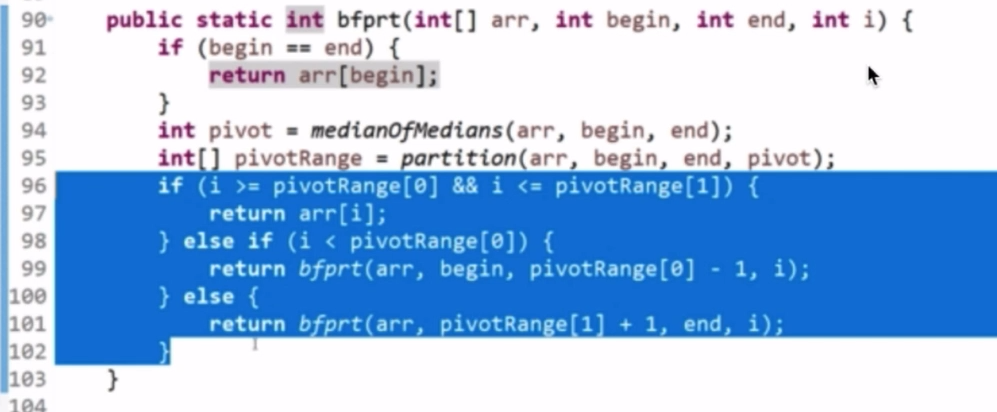 90 public static int bfprt(int[] arr, int begin, int end, int i) {
91 if (begin == end) {
92 return arr[begin];
93 }
94 int pivot = medianOfMedians(arr, begin, end);
95 int[] pivotRange = partition(arr, begin, end, pivot);
96 if (i >= pivotRange[0] && i <= pivotRange[1]) {
97 return arr[i];
98 } else if (i < pivotRange[0]) {
99 return bfprt(arr, begin, pivotRange[0] - 1, i);
100 } else {
101 return bfprt(arr, pivotRange[1] + 1, end, i);
102 }
103 }
104